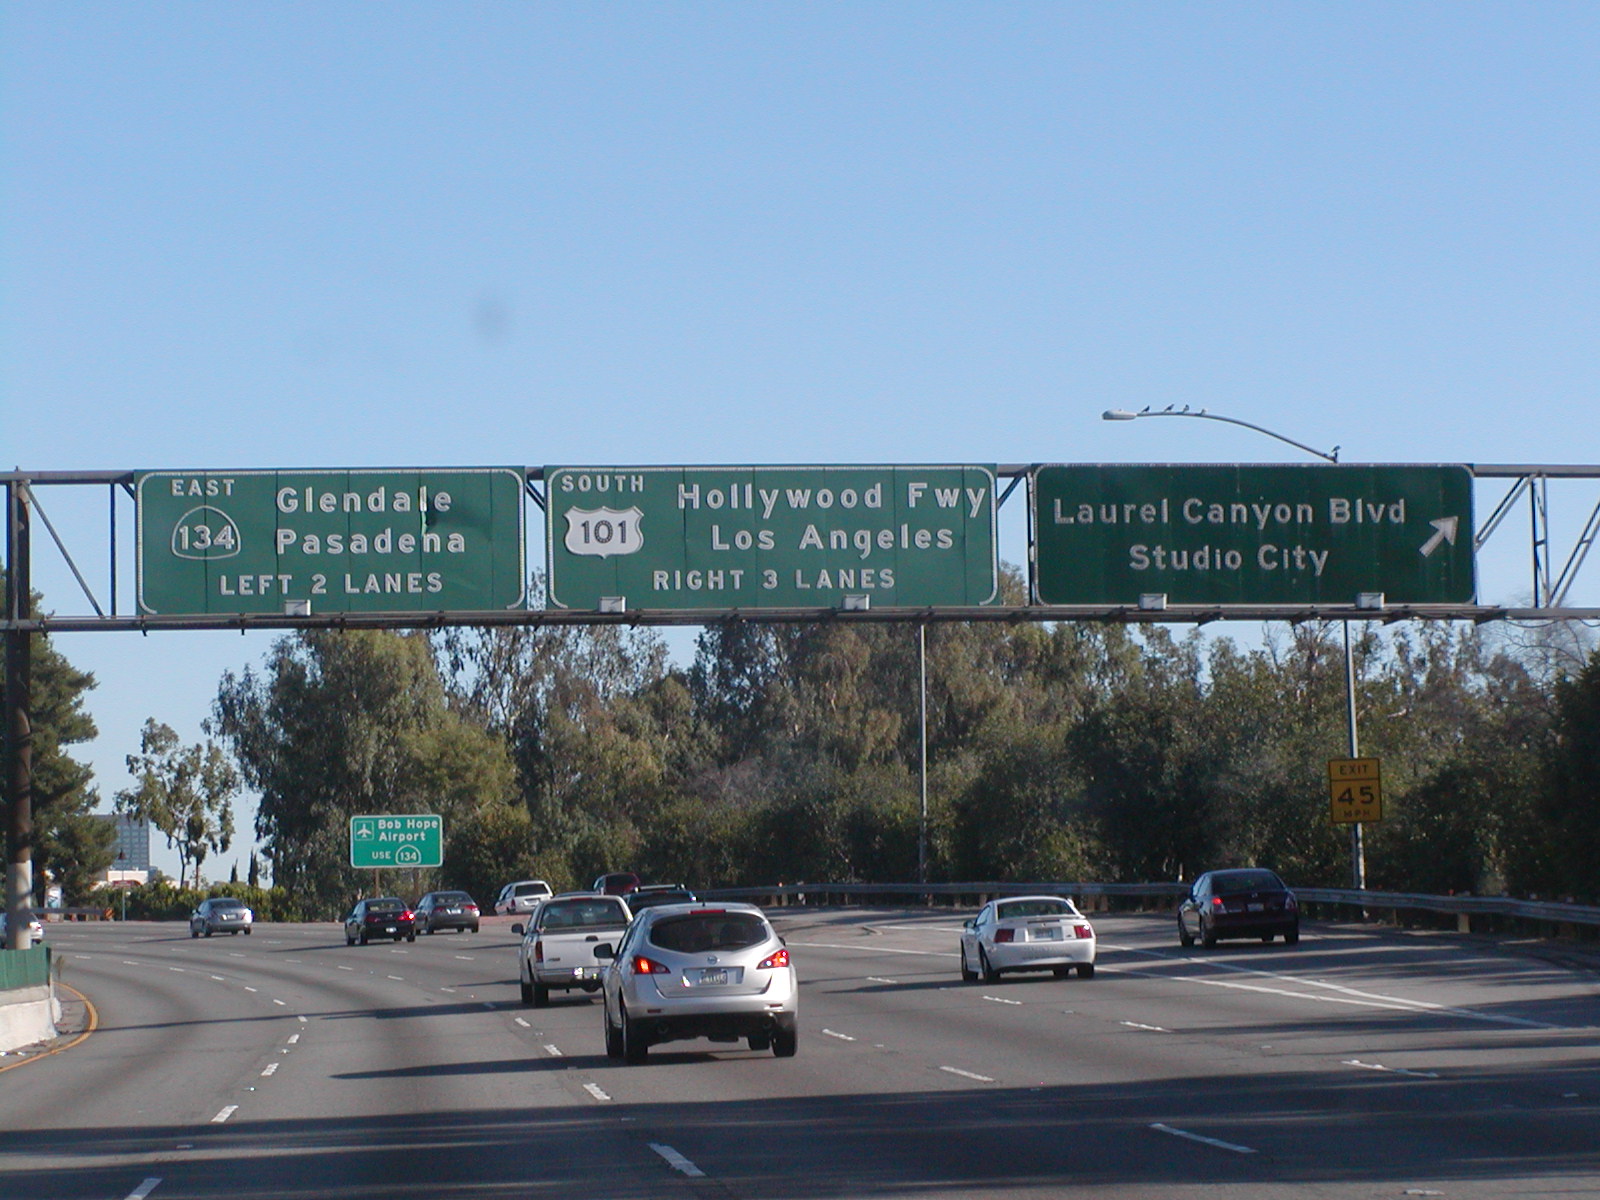 EAST
134
Glendale
Pasadena
LEFT 2 LANES
SOUTH
101
Hollywood Fwy
Los Angeles
RIGHT 3 LANES
Laurel Canyon Blvd
Studio City
Bob Hope
Airport
USE 134
EXIT
45
MPH